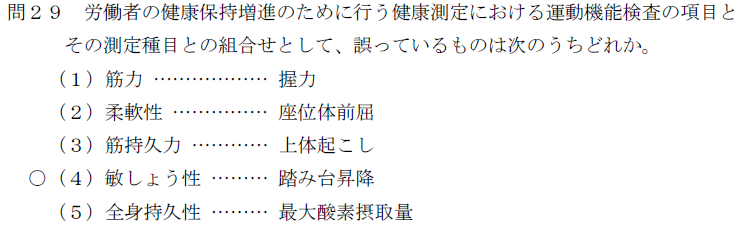 問29 労働者の健康保持増進のために行う健康測定における運動機能検査の項目と
その測定種目との組合せとして、誤っているものは次のうちどれか。
(1)筋力 ……………… 握力
(2)柔軟性 …………… 座位体前屈
(3)筋持久力 ………… 上体起こし
○(4)敏しょう性 ……… 踏み台昇降
(5)全身持久性 ……… 最大酸素摂取量